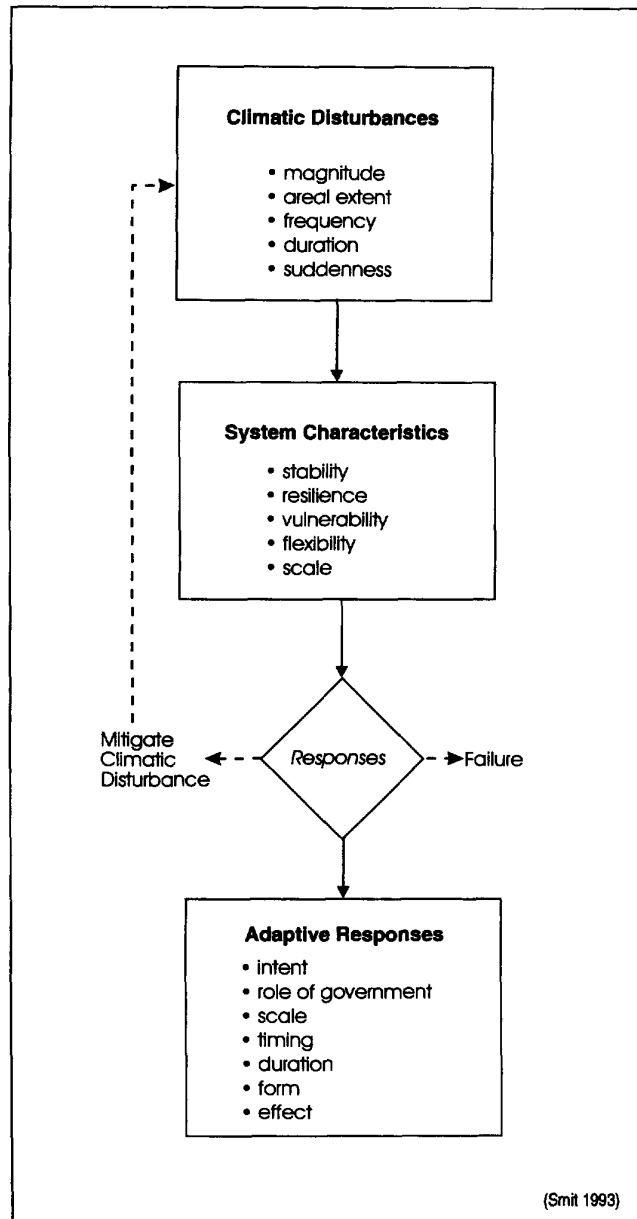 Climatic Disturbances
• magnitude
• areal extent
• frequency
• duration
• suddenness
System Characteristics
• stability
• resilience
• vulnerability
• flexibility
• scale
Mitigate
Climatic
Disturbance
Responses
Failure
Adaptive Responses
• intent
• role of government
• scale
• timing
• duration
• form
• effect
(Smit 1993)